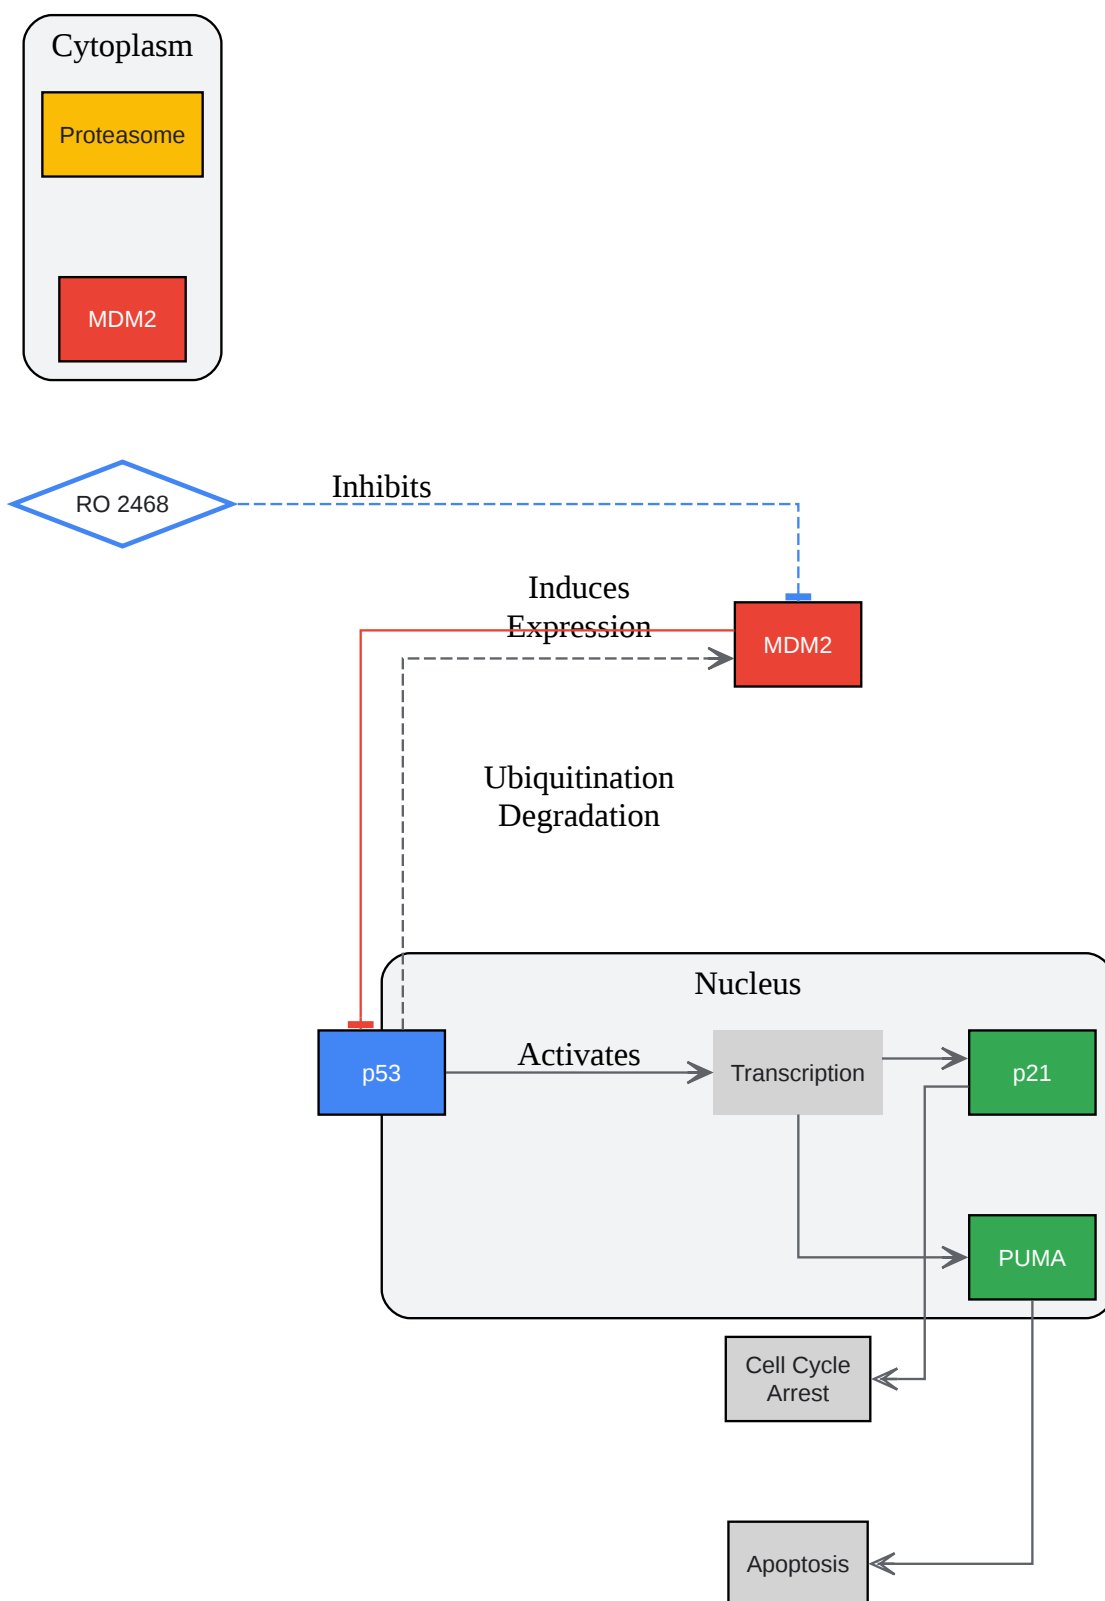 Cytoplasm
Proteasome
MDM2
RO 2468
Inhibits
Induces
Expression
MDM2
Ubiquitination
Degradation
Nucleus
p53
Activates
Transcription
p21
PUMA
Cell Cycle
Arrest
Apoptosis